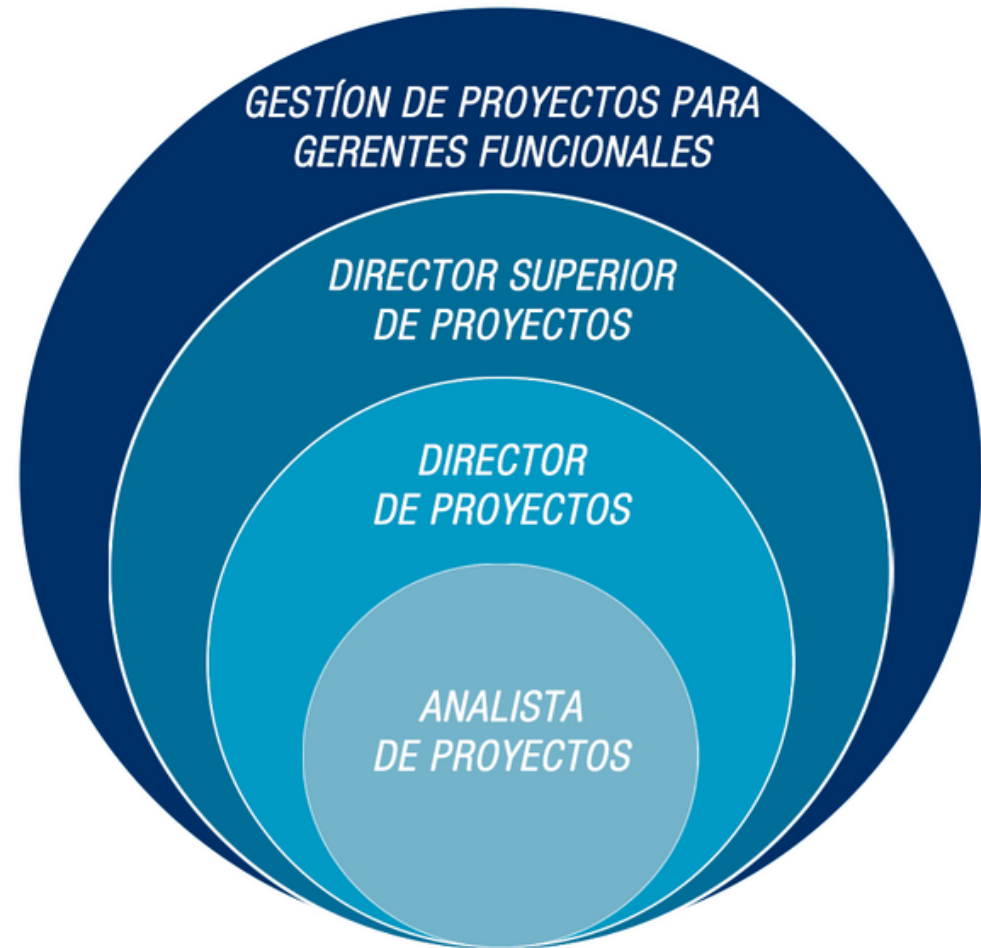 GESTÍON DE PROYECTOS PARA
GERENTES FUNCIONALES
DIRECTOR SUPERIOR
DE PROYECTOS
DIRECTOR
DE PROYECTOS
ANALISTA
DE PROYECTOS